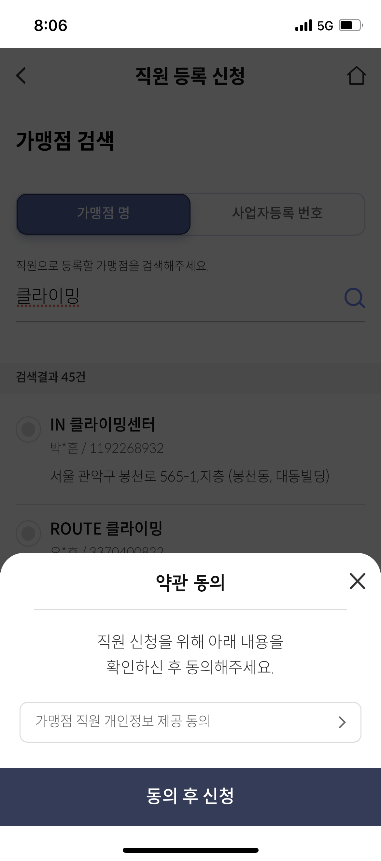 8:06
5G
직원 등록 신청
가맹점 검색
가맹점 명
사업자등록 번호
직원으로 등록할 가맹점을 검색해주세요
클라이밍
검색결과 45건
IN 클라이밍센터
박*훈 / 1192268932
서울 관악구 봉천로 565-1,지층 (봉천동, 대동빌딩)
ROUTE 클라이밍
약관 동의
직원 신청을 위해 아래 내용을
확인하신 후 동의해주세요.
가맹점 직원 개인정보 제공 동의
동의 후 신청